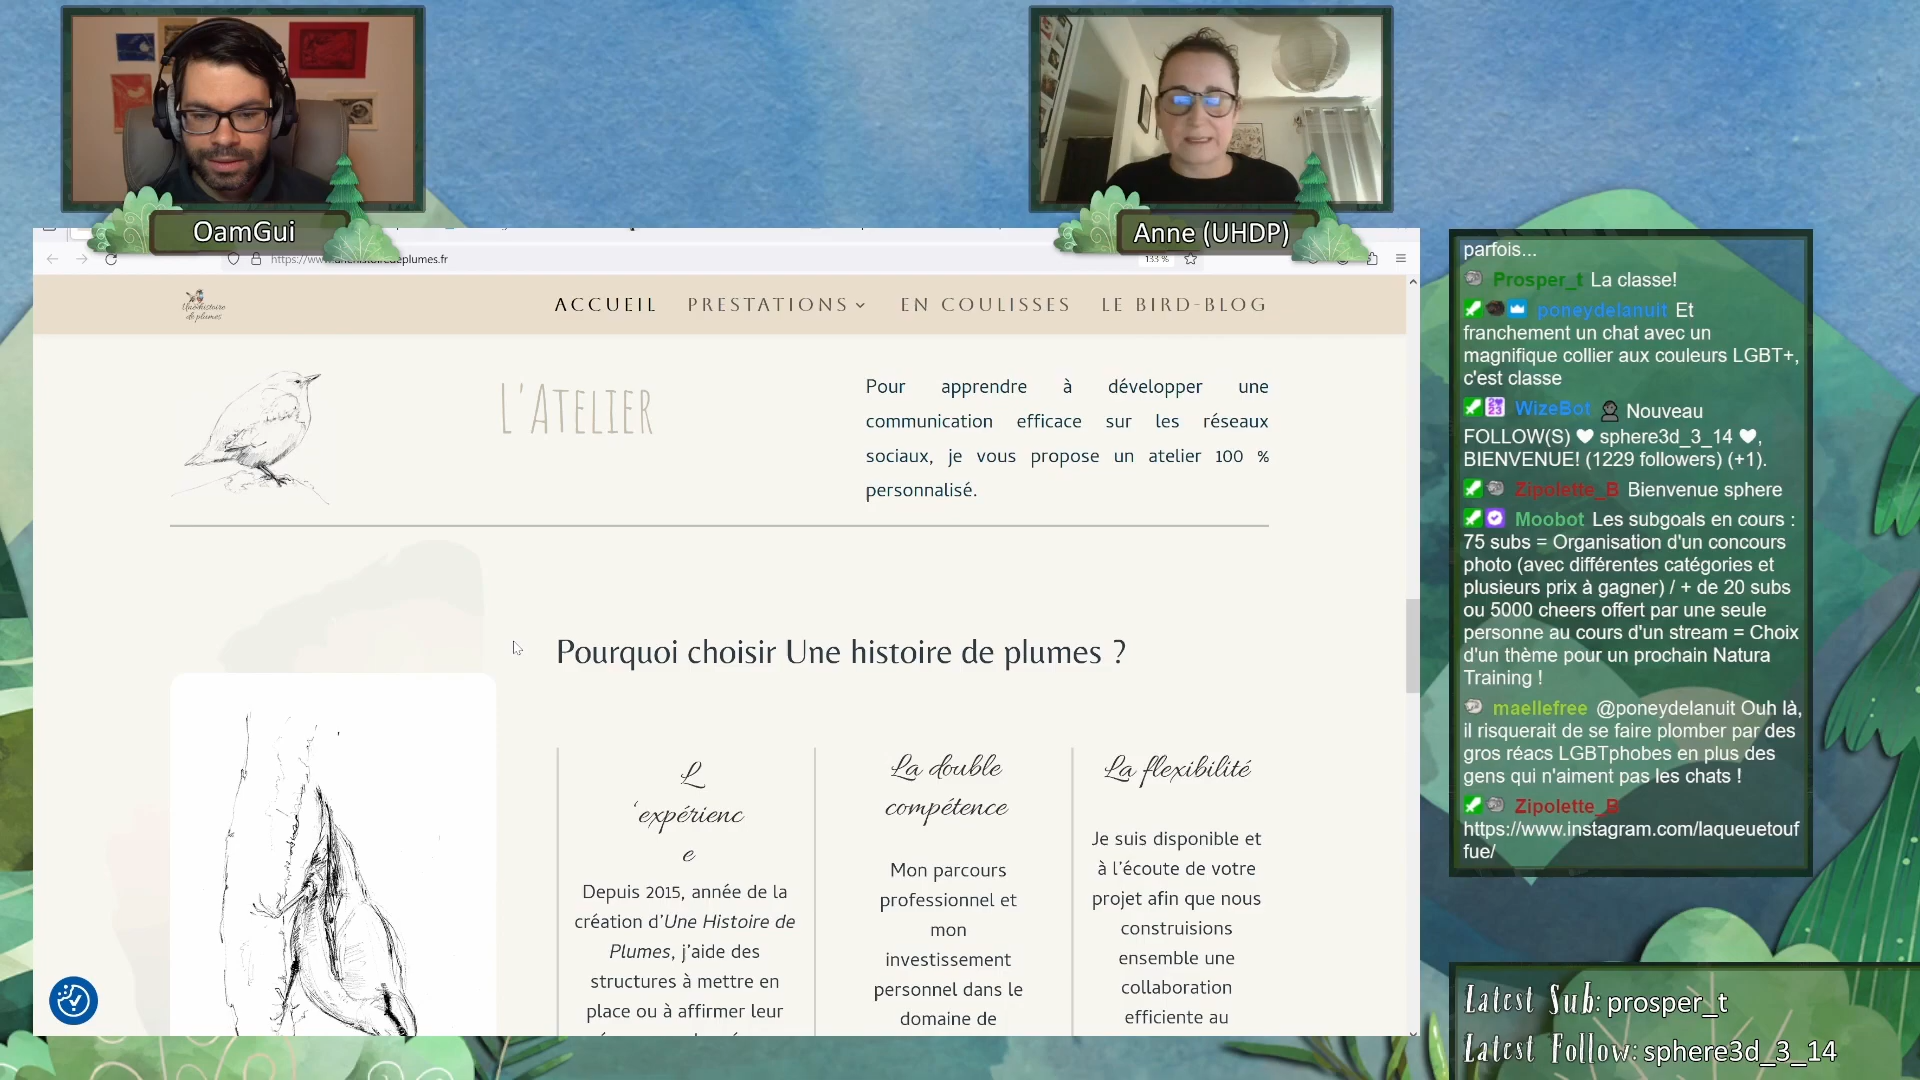 OamGui
Anne (UHDP)
133 %
ACCUEIL
PRESTATIONS
EN COULISSES
LE BIRD-BLOG
Une histoire
de plumes
L'ATELIER
Pour apprendre à développer une
communication efficace sur les réseaux
sociaux, je vous propose un atelier 100 %
personnalisé.
Pourquoi choisir Une histoire de plumes ?
L
‘expérienc
e
Depuis 2015, année de la
création d’Une Histoire de
Plumes, j’aide des
structures à mettre en
place ou à affirmer leur
La double
compétence
Mon parcours
professionnel et
mon
investissement
personnel dans le
domaine de
La flexibilité
Je suis disponible et
à l’écoute de votre
projet afin que nous
construisions
ensemble une
collaboration
efficiente au
parfois...
Prosper_t La classe!
poneydelanuit Et
franchement un chat avec un
magnifique collier aux couleurs LGBT+,
c'est classe
WizeBot Nouveau
FOLLOW(S) ♥ sphere3d_3_14 ♥,
BIENVENUE! (1229 followers) (+1).
Zipolette_B Bienvenue sphere
Moobot Les subgoals en cours :
75 subs = Organisation d'un concours
photo (avec différentes catégories et
plusieurs prix à gagner) / + de 20 subs
ou 5000 cheers offert par une seule
personne au cours d'un stream = Choix
d'un thème pour un prochain Natura
Training !
maellefree @poneydelanuit Ouh là,
il risquerait de se faire plomber par des
gros réacs LGBTphobes en plus des
gens qui n'aiment pas les chats !
Zipolette_B
https://www.instagram.com/laqueuetouf
fue/
Latest Sub: prosper_t
Latest Follow: sphere3d_3_14